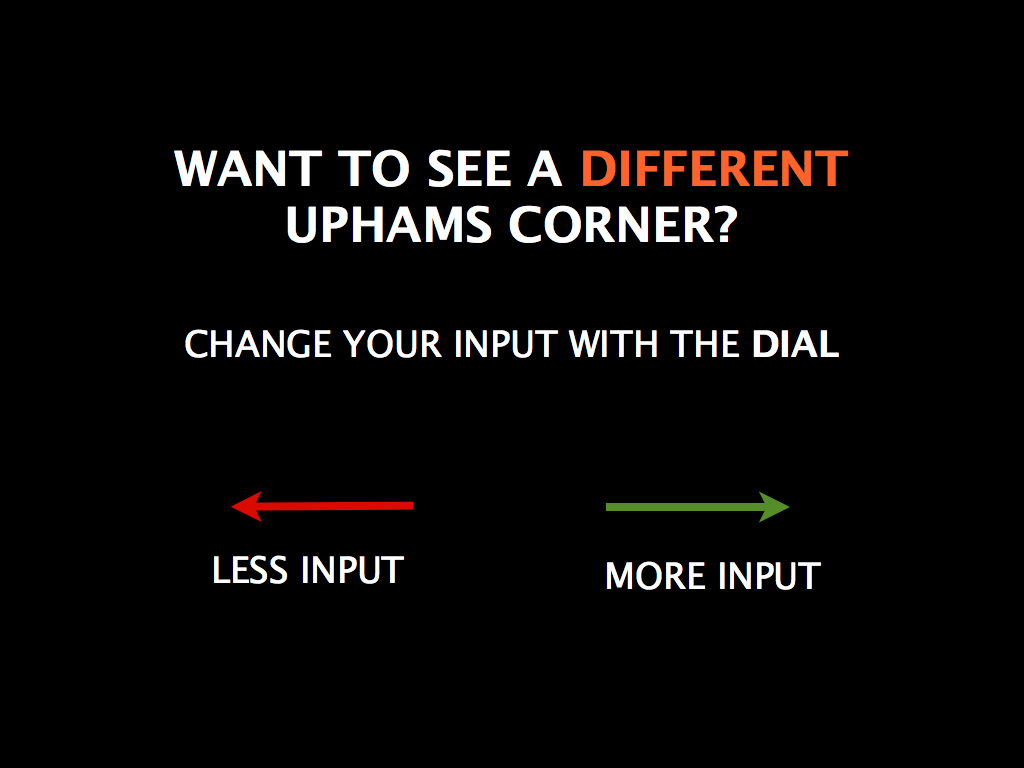 WANT TO SEE A DIFFERENT
UPHAMS CORNER?
CHANGE YOUR INPUT WITH THE DIAL
LESS INPUT
MORE INPUT